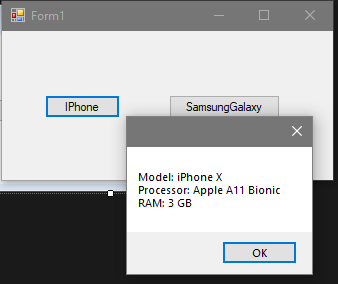 Form1
IPhone
SamsungGalaxy
Model: iPhone X
Processor: Apple A11 Bionic
RAM: 3 GB
OK